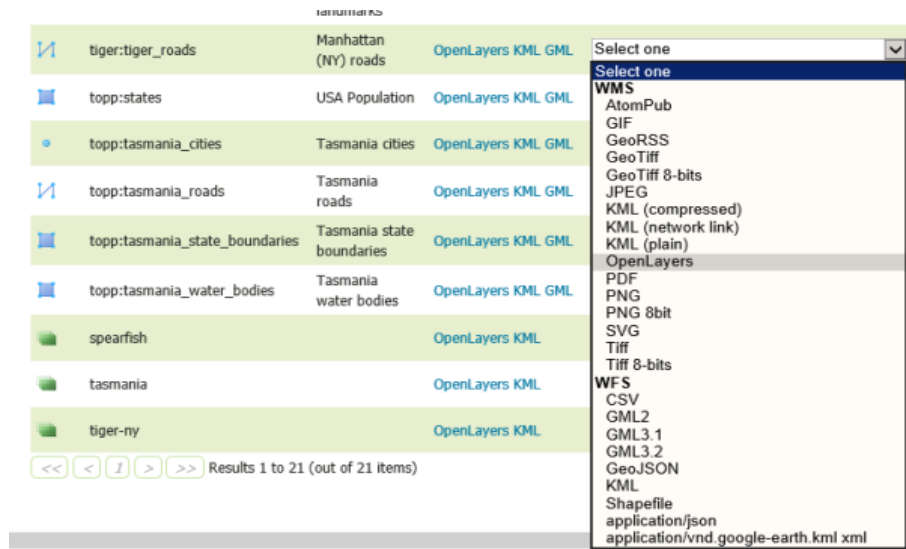 landmarks
tiger:tiger_roads Manhattan (NY) roads OpenLayers KML GML Select one
topp:states USA Population OpenLayers KML GML
topp:tasmania_cities Tasmania cities OpenLayers KML GML
topp:tasmania_roads Tasmania roads OpenLayers KML GML
topp:tasmania_state_boundaries Tasmania state boundaries OpenLayers KML GML
topp:tasmania_water_bodies Tasmania water bodies OpenLayers KML GML
spearfish OpenLayers KML
tasmania OpenLayers KML
tiger-ny OpenLayers KML
<< < 1 > >> Results 1 to 21 (out of 21 items)
Select one
WMS
AtomPub
GIF
GeoRSS
GeoTiff
GeoTiff 8-bits
JPEG
KML (compressed)
KML (network link)
KML (plain)
OpenLayers
PDF
PNG
PNG 8bit
SVG
Tiff
Tiff 8-bits
WFS
CSV
GML2
GML3.1
GML3.2
GeoJSON
KML
Shapefile
application/json
application/vnd.google-earth.kml xml